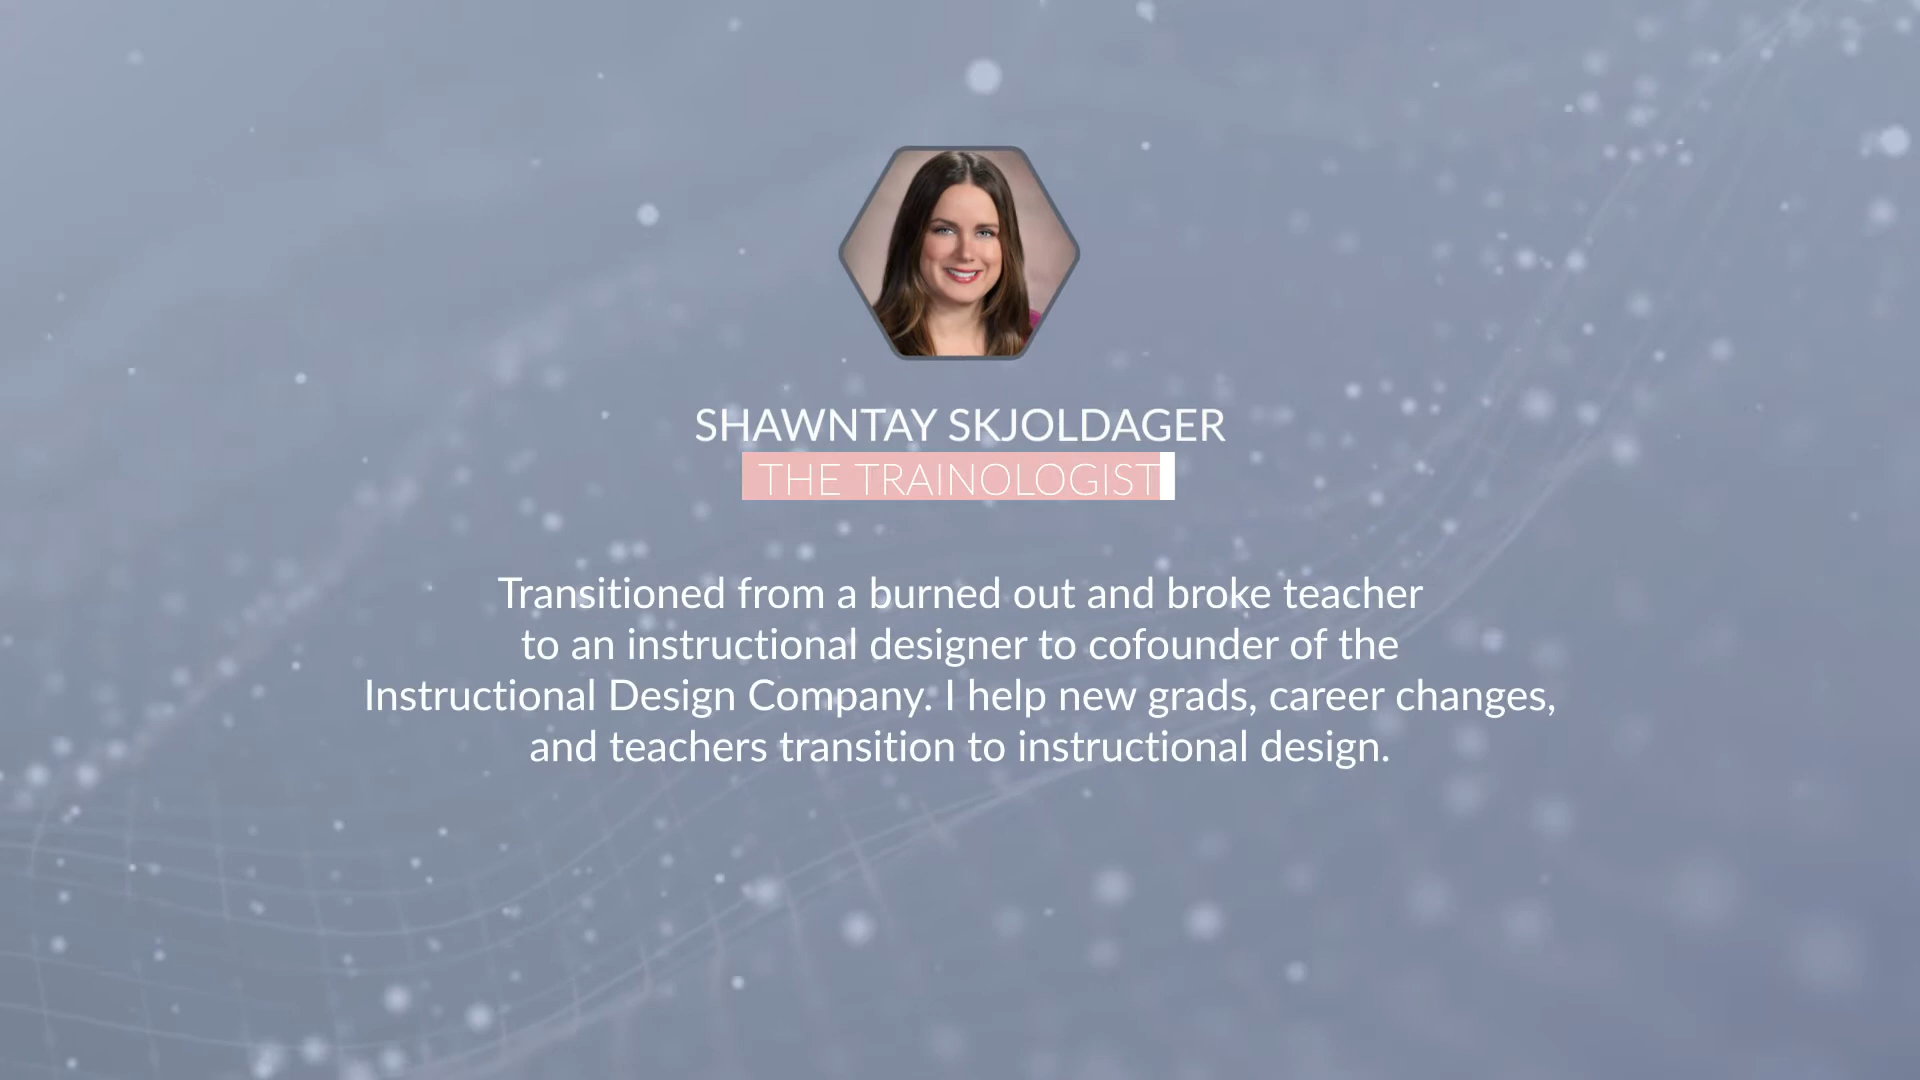 SHAWNTAY SKJOLDAGER
THE TRAINOLOGIST
Transitioned from a burned out and broke teacher
to an instructional designer to cofounder of the
Instructional Design Company. I help new grads, career changes,
and teachers transition to instructional design.